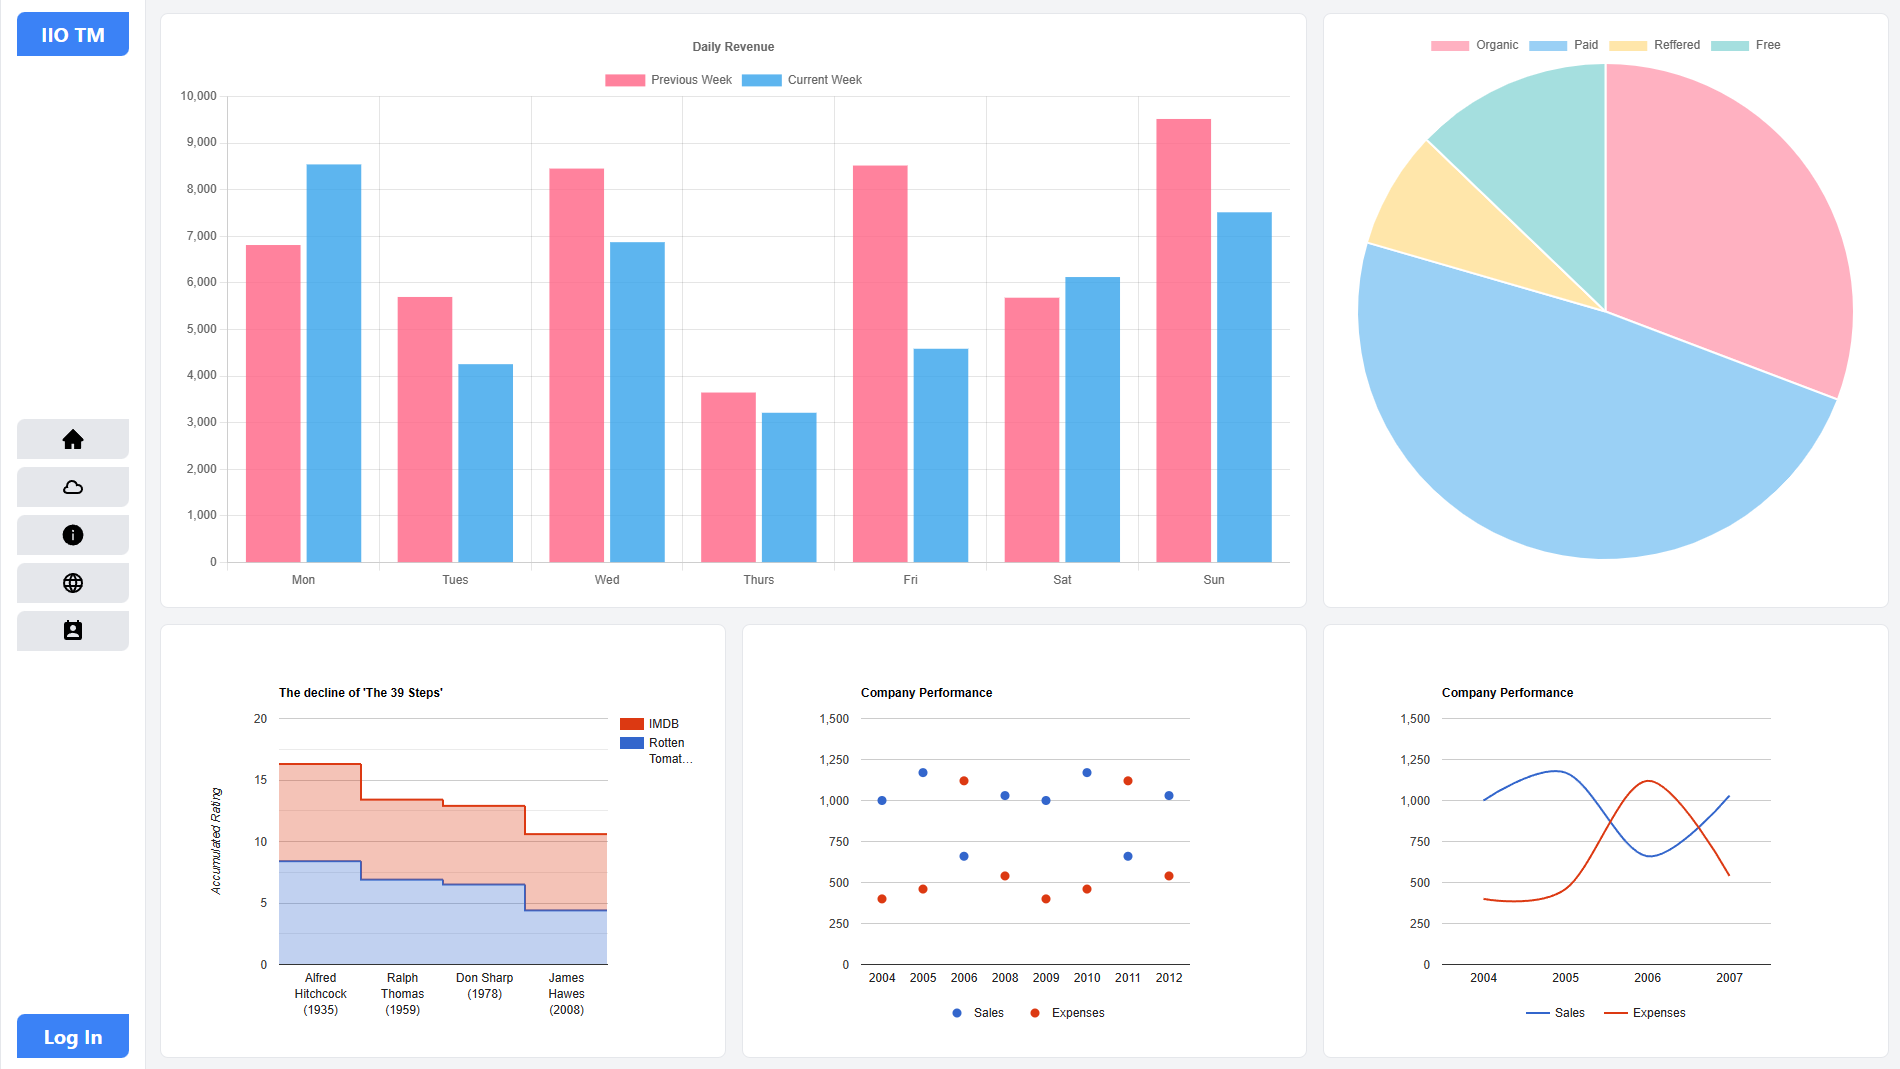 IIO TM
Log In
Daily Revenue
Previous Week Current Week
10,000
9,000
8,000
7,000
6,000
5,000
4,000
3,000
2,000
1,000
0
Mon Tues Wed Thurs Fri Sat Sun
Organic Paid Reffered Free
The decline of 'The 39 Steps'
Accumulated Rating
20
15
10
5
0
IMDB
Rotten
Tomat...
Alfred
Hitchcock
(1935)
Ralph
Thomas
(1959)
Don Sharp
(1978)
James
Hawes
(2008)
Company Performance
1,500
1,250
1,000
750
500
250
0
2004 2005 2006 2008 2009 2010 2011 2012
Sales Expenses
Company Performance
1,500
1,250
1,000
750
500
250
0
2004 2005 2006 2007
Sales Expenses